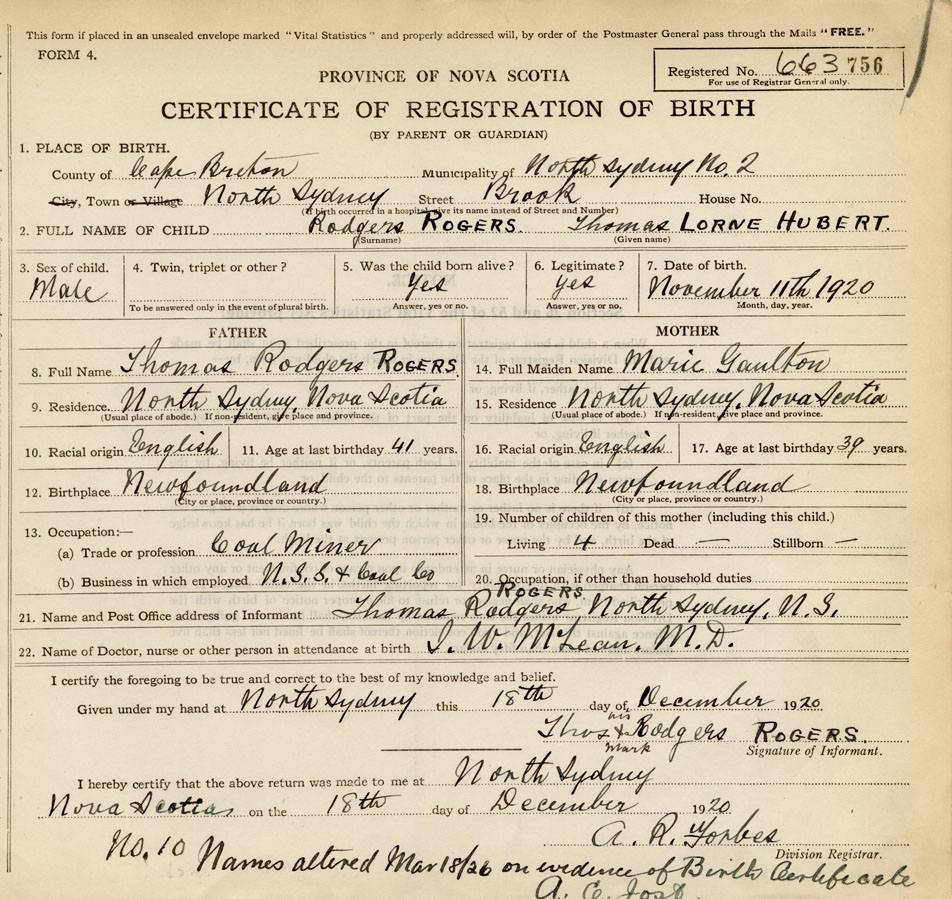 This form if placed in an unsealed envelope marked "Vital Statistics" and properly addressed will, by order of the Postmaster General pass through the Mails "FREE."
FORM 4.
Registered No. 663 756
For use of Registrar General only.
PROVINCE OF NOVA SCOTIA
CERTIFICATE OF REGISTRATION OF BIRTH
(BY PARENT OR GUARDIAN)
1. PLACE OF BIRTH.
County of Cape Breton Municipality of North Sydney No. 2
City, Town or Village North Sydney Street Brook House No.
(If birth occurred in a hospital give its name instead of Street and Number)
2. FULL NAME OF CHILD Rodgers ROGERS. Thomas LORNE HUBERT.
(Surname) (Given name)
3. Sex of child. 4. Twin, triplet or other? 5. Was the child born alive? 6. Legitimate? 7. Date of birth.
Male Yes Yes November 11th 1920
To be answered only in the event of plural birth. Answer, yes or no. Answer, yes or no. Month, day, year.
FATHER MOTHER
8. Full Name Thomas Rodgers ROGERS 14. Full Maiden Name Marie Gaulton
9. Residence North Sydney, Nova Scotia 15. Residence North Sydney, Nova Scotia
(Usual place of abode.) If non-resident, give place and province. (Usual place of abode.) If non-resident, give place and province.
10. Racial origin English 11. Age at last birthday 41 years. 16. Racial origin English 17. Age at last birthday 39 years.
12. Birthplace Newfoundland 18. Birthplace Newfoundland
(City or place, province or country.) (City or place, province or country.)
13. Occupation:— 19. Number of children of this mother (including this child.)
(a) Trade or profession Coal Miner Living 4 Dead — Stillborn —
(b) Business in which employed N.S.S. & Coal Co 20. Occupation, if other than household duties
ROGERS
21. Name and Post Office address of Informant Thomas Rodgers North Sydney, N.S.
22. Name of Doctor, nurse or other person in attendance at birth J. W. McLean, M.D.
I certify the foregoing to be true and correct to the best of my knowledge and belief.
Given under my hand at North Sydney this 18th day of December 1920
his
Thos X Rodgers ROGERS.
mark Signature of Informant.
I hereby certify that the above return was made to me at North Sydney
Nova Scotia on the 18th day of December 1920
A. R. Forbes
Division Registrar.
No. 10 Names altered Mar 18/26 on evidence of Birth Certificate
A. C. Jost